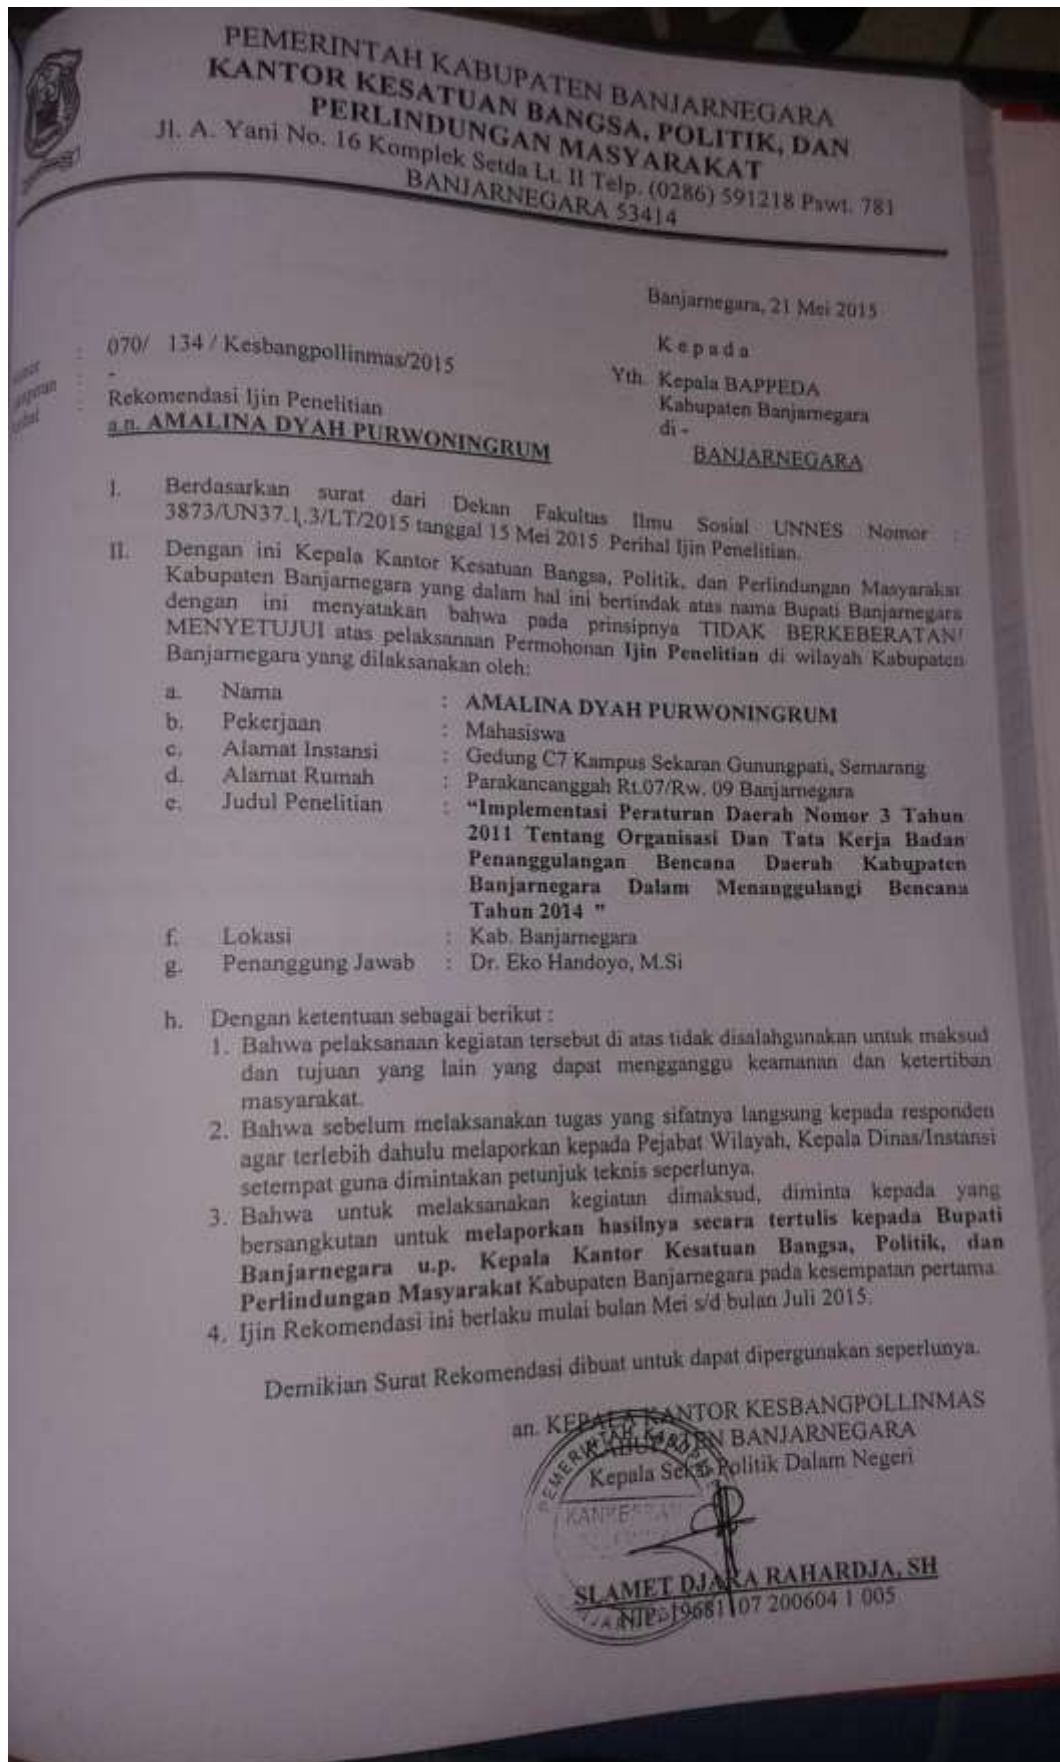 PEMERINTAH KABUPATEN BANJARNEGARA
KANTOR KESATUAN BANGSA, POLITIK, DAN
PERLINDUNGAN MASYARAKAT
Jl. A. Yani No. 16 Komplek Setda Lt. II Telp. (0286) 591218 Pswt. 781
BANJARNEGARA 53414
Banjarnegara, 21 Mei 2015
: 070/ 134 / Kesbangpollinmas/2015
: -
: Rekomendasi Ijin Penelitian
a.n. AMALINA DYAH PURWONINGRUM
Kepada
Yth. Kepala BAPPEDA
Kabupaten Banjarnegara
di -
BANJARNEGARA
I. Berdasarkan surat dari Dekan Fakultas Ilmu Sosial UNNES Nomor :
3873/UN37.1.3/LT/2015 tanggal 15 Mei 2015 Perihal Ijin Penelitian.
II. Dengan ini Kepala Kantor Kesatuan Bangsa, Politik, dan Perlindungan Masyarakat
Kabupaten Banjarnegara yang dalam hal ini bertindak atas nama Bupati Banjarnegara
dengan ini menyatakan bahwa pada prinsipnya TIDAK BERKEBERATAN/
MENYETUJUI atas pelaksanaan Permohonan Ijin Penelitian di wilayah Kabupaten
Banjarnegara yang dilaksanakan oleh:
a. Nama : AMALINA DYAH PURWONINGRUM
b. Pekerjaan : Mahasiswa
c. Alamat Instansi : Gedung C7 Kampus Sekaran Gunungpati, Semarang
d. Alamat Rumah : Parakancanggah Rt.07/Rw. 09 Banjarnegara
e. Judul Penelitian : “Implementasi Peraturan Daerah Nomor 3 Tahun
2011 Tentang Organisasi Dan Tata Kerja Badan
Penanggulangan Bencana Daerah Kabupaten
Banjarnegara Dalam Menanggulangi Bencana
Tahun 2014 ”
f. Lokasi : Kab. Banjarnegara
g. Penanggung Jawab : Dr. Eko Handoyo, M.Si
h. Dengan ketentuan sebagai berikut :
1. Bahwa pelaksanaan kegiatan tersebut di atas tidak disalahgunakan untuk maksud
dan tujuan yang lain yang dapat mengganggu keamanan dan ketertiban
masyarakat.
2. Bahwa sebelum melaksanakan tugas yang sifatnya langsung kepada responden
agar terlebih dahulu melaporkan kepada Pejabat Wilayah, Kepala Dinas/Instansi
setempat guna dimintakan petunjuk teknis seperlunya.
3. Bahwa untuk melaksanakan kegiatan dimaksud, diminta kepada yang
bersangkutan untuk melaporkan hasilnya secara tertulis kepada Bupati
Banjarnegara u.p. Kepala Kantor Kesatuan Bangsa, Politik, dan
Perlindungan Masyarakat Kabupaten Banjarnegara pada kesempatan pertama.
4. Ijin Rekomendasi ini berlaku mulai bulan Mei s/d bulan Juli 2015.
Demikian Surat Rekomendasi dibuat untuk dapat dipergunakan seperlunya.
an. KEPALA KANTOR KESBANGPOLLINMAS
KABUPATEN BANJARNEGARA
Kepala Seksi Politik Dalam Negeri
SLAMET DJAKA RAHARDJA, SH